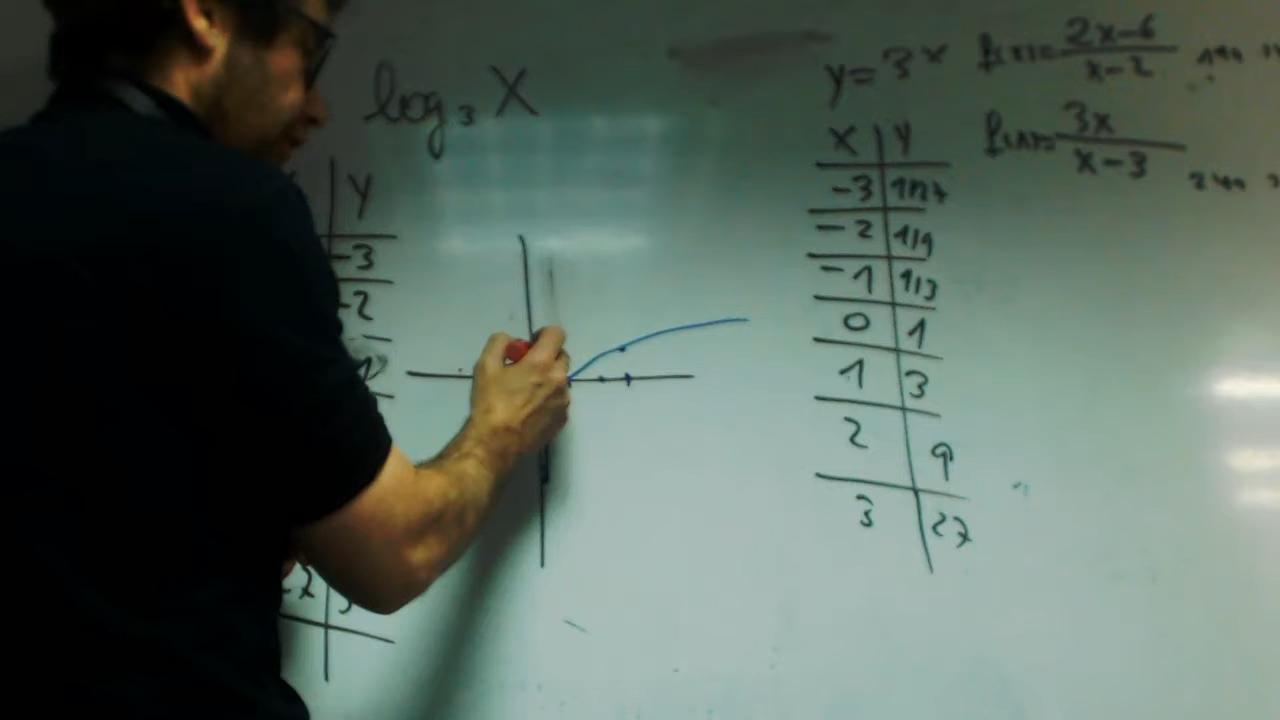 log₃ X
Y
-3
-2
y = 3ˣ
X Y
-3 1/27
-2 1/9
-1 1/3
0 1
1 3
2 9
3 27
f(x)= 2x-6 / x-2
f(x)= 3x / x-3